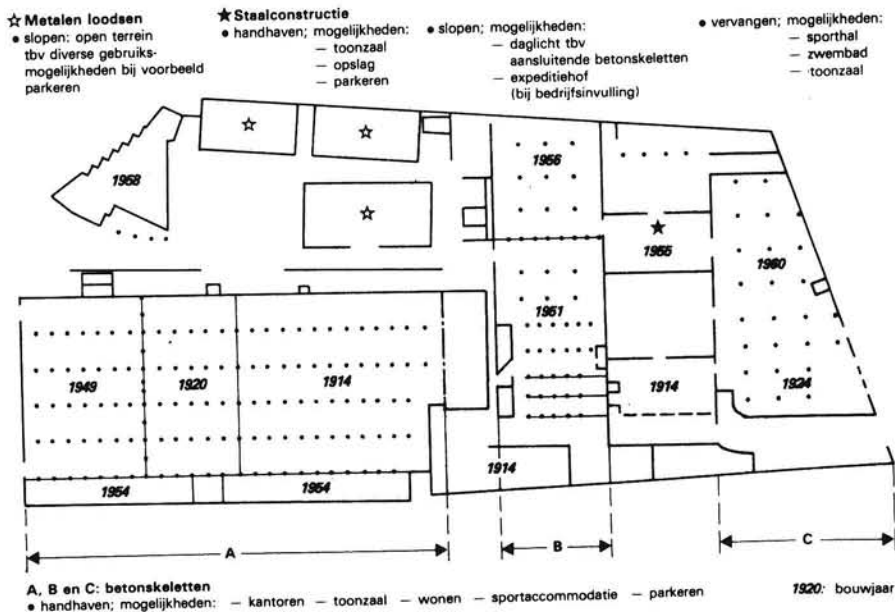 ☆ Metalen loodsen
• slopen: open terrein
tbv diverse gebruiks-
mogelijkheden bij voorbeeld
parkeren
★ Staalconstructie
• handhaven; mogelijkheden:
— toonzaal
— opslag
— parkeren
• slopen; mogelijkheden:
— daglicht tbv
aansluitende betonskeletten
— expeditiehof
(bij bedrijfsinvulling)
• vervangen; mogelijkheden:
— sporthal
— zwembad
— toonzaal
1958
1956
1955
1960
1951
1949
1920
1914
1914
1924
1914
1954
1954
A
B
C
A, B en C: betonskeletten
• handhaven; mogelijkheden: — kantoren — toonzaal — wonen — sportaccommodatie — parkeren
1920: bouwjaar